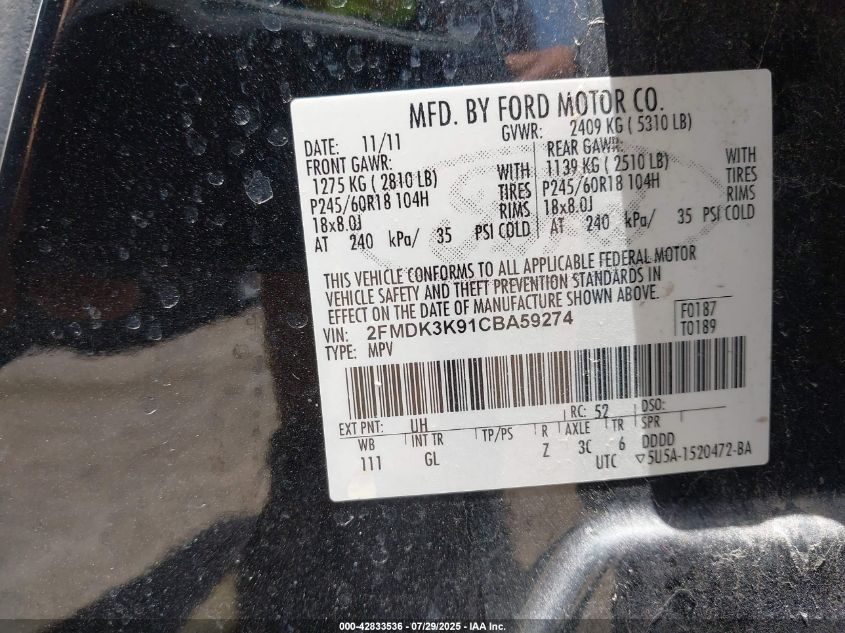 MFD. BY FORD MOTOR CO.
DATE: 11/11 GVWR: 2409 KG ( 5310 LB)
FRONT GAWR: REAR GAWR:
1275 KG ( 2810 LB) WITH 1139 KG ( 2510 LB) WITH
P245/60R18 104H TIRES P245/60R18 104H TIRES
18x8.0J RIMS 18x8.0J RIMS
AT 240 kPa/ 35 PSI COLD AT 240 kPa/ 35 PSI COLD
THIS VEHICLE CONFORMS TO ALL APPLICABLE FEDERAL MOTOR
VEHICLE SAFETY AND THEFT PREVENTION STANDARDS IN
EFFECT ON THE DATE OF MANUFACTURE SHOWN ABOVE.
VIN: 2FMDK3K91CBA59274 F0187
TYPE: MPV T0189
EXT PNT: UH RC: 52 DSO:
WB INT TR TP/PS R AXLE TR SPR
111 GL Z 3C 6 DDDD
UTC ▽5U5A-1520472-BA
000-42833536 - 07/29/2025 - IAA Inc.